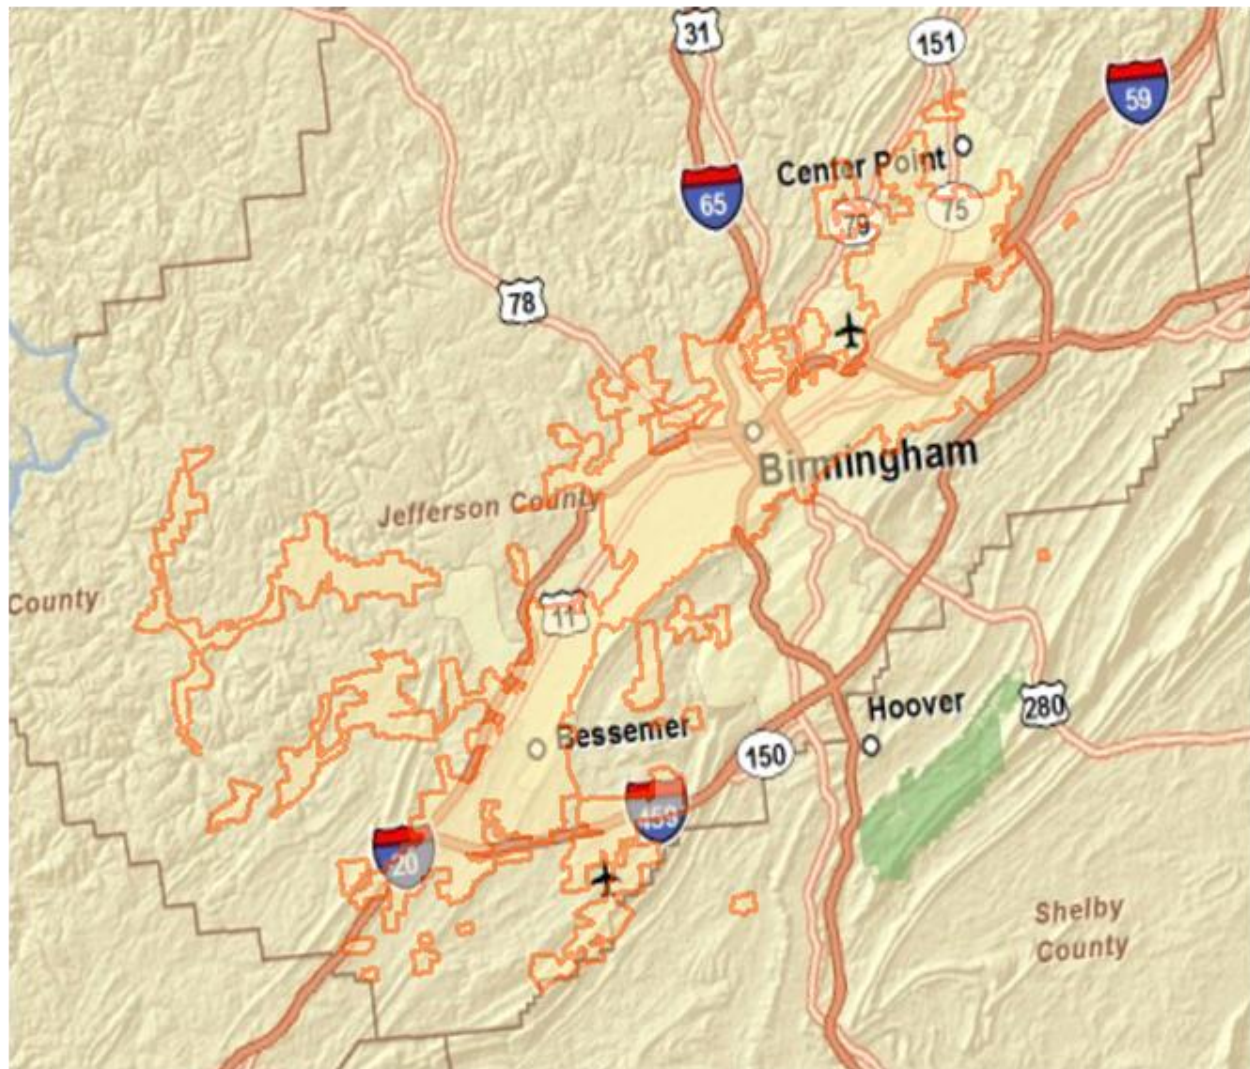 31
151
59
Center Point
65
79
75
78
Birmingham
Jefferson County
County
11
Hoover
280
Bessemer
150
459
20
Shelby
County